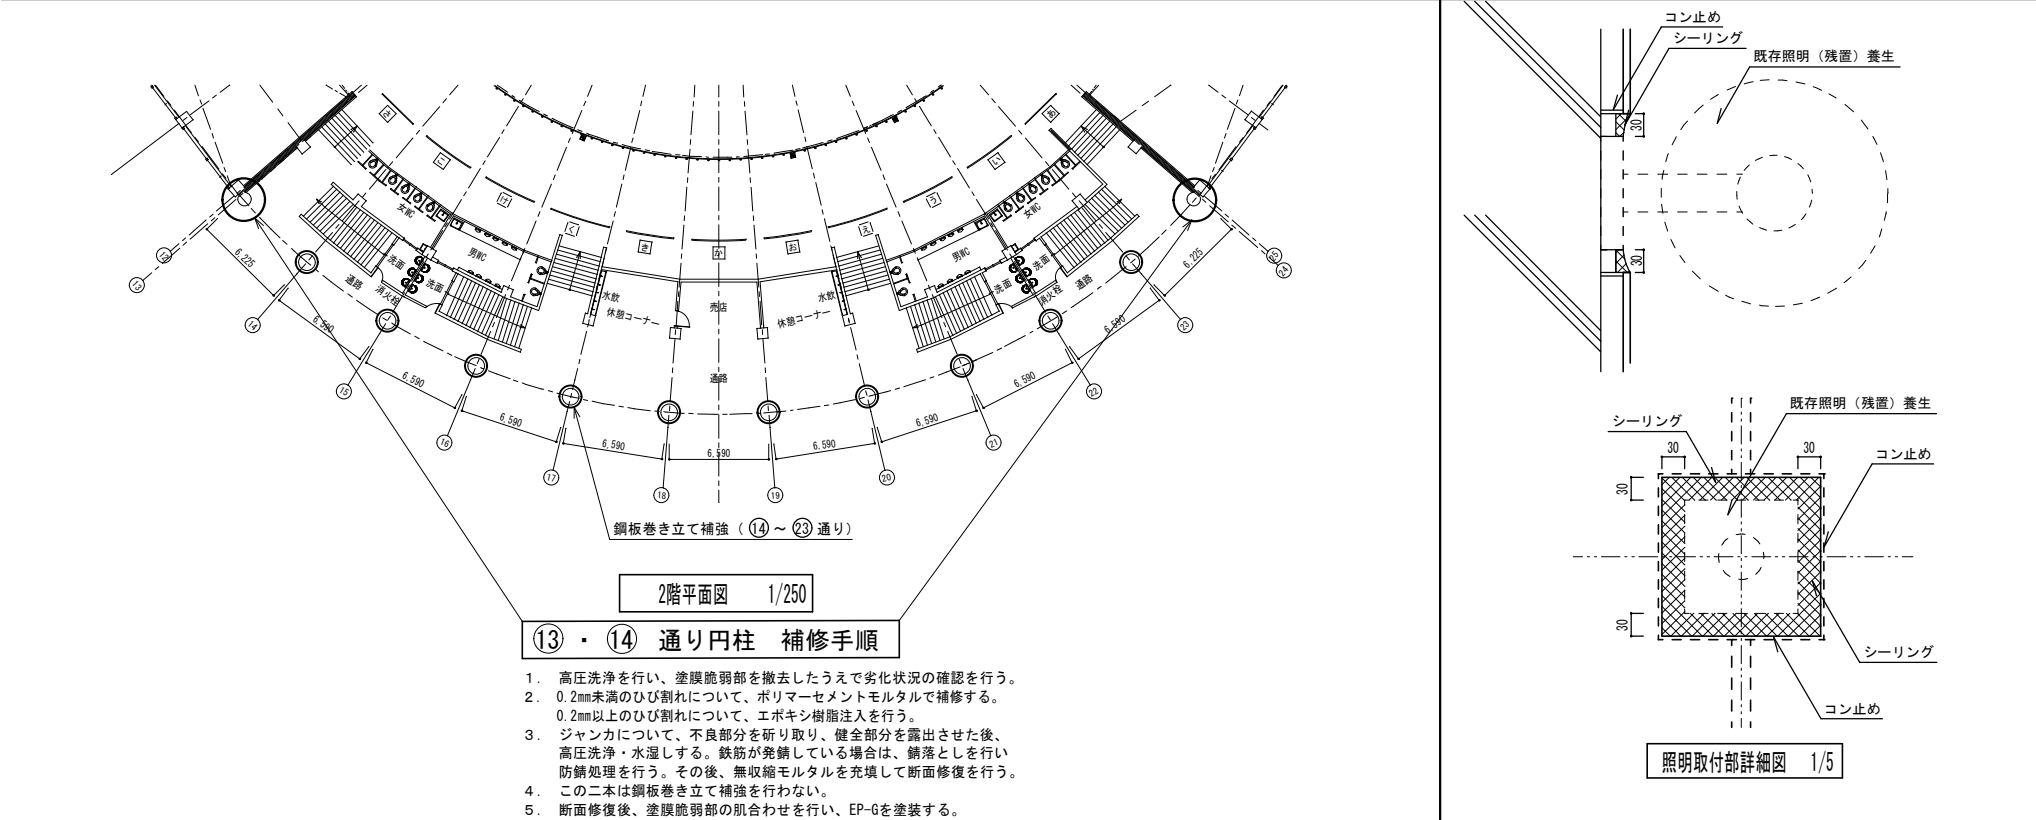 さ
こ
け
く
き
か
お
え
う
い
あ
女WC
男WC
洗面
洗面
通路
消火栓
水飲
休憩コーナー
売店
通路
水飲
休憩コーナー
男WC
女WC
洗面
洗面
消火栓
通路
6,225
6,590
6,590
6,590
6,590
6,590
6,590
6,590
6,590
6,590
6,225
13
14
15
16
17
18
19
20
21
22
23
24
鋼板巻き立て補強（⑭～㉓通り）
2階平面図 1/250
⑬ ・ ⑭ 通り円柱 補修手順
１． 高圧洗浄を行い、塗膜脆弱部を撤去したうえで劣化状況の確認を行う。
２． 0.2㎜未満のひび割れについて、ポリマーセメントモルタルで補修する。
0.2㎜以上のひび割れについて、エポキシ樹脂注入を行う。
３． ジャンカについて、不良部分を斫り取り、健全部分を露出させた後、
高圧洗浄・水湿しする。鉄筋が発錆している場合は、錆落としを行い
防錆処理を行う。その後、無収縮モルタルを充填して断面修復を行う。
４． この二本は鋼板巻き立て補強を行わない。
５． 断面修復後、塗膜脆弱部の肌合わせを行い、EP-Gを塗装する。
コン止め
シーリング
既存照明（残置）養生
30
30
既存照明（残置）養生
シーリング
30
30
コン止め
30
30
シーリング
コン止め
照明取付部詳細図 1/5